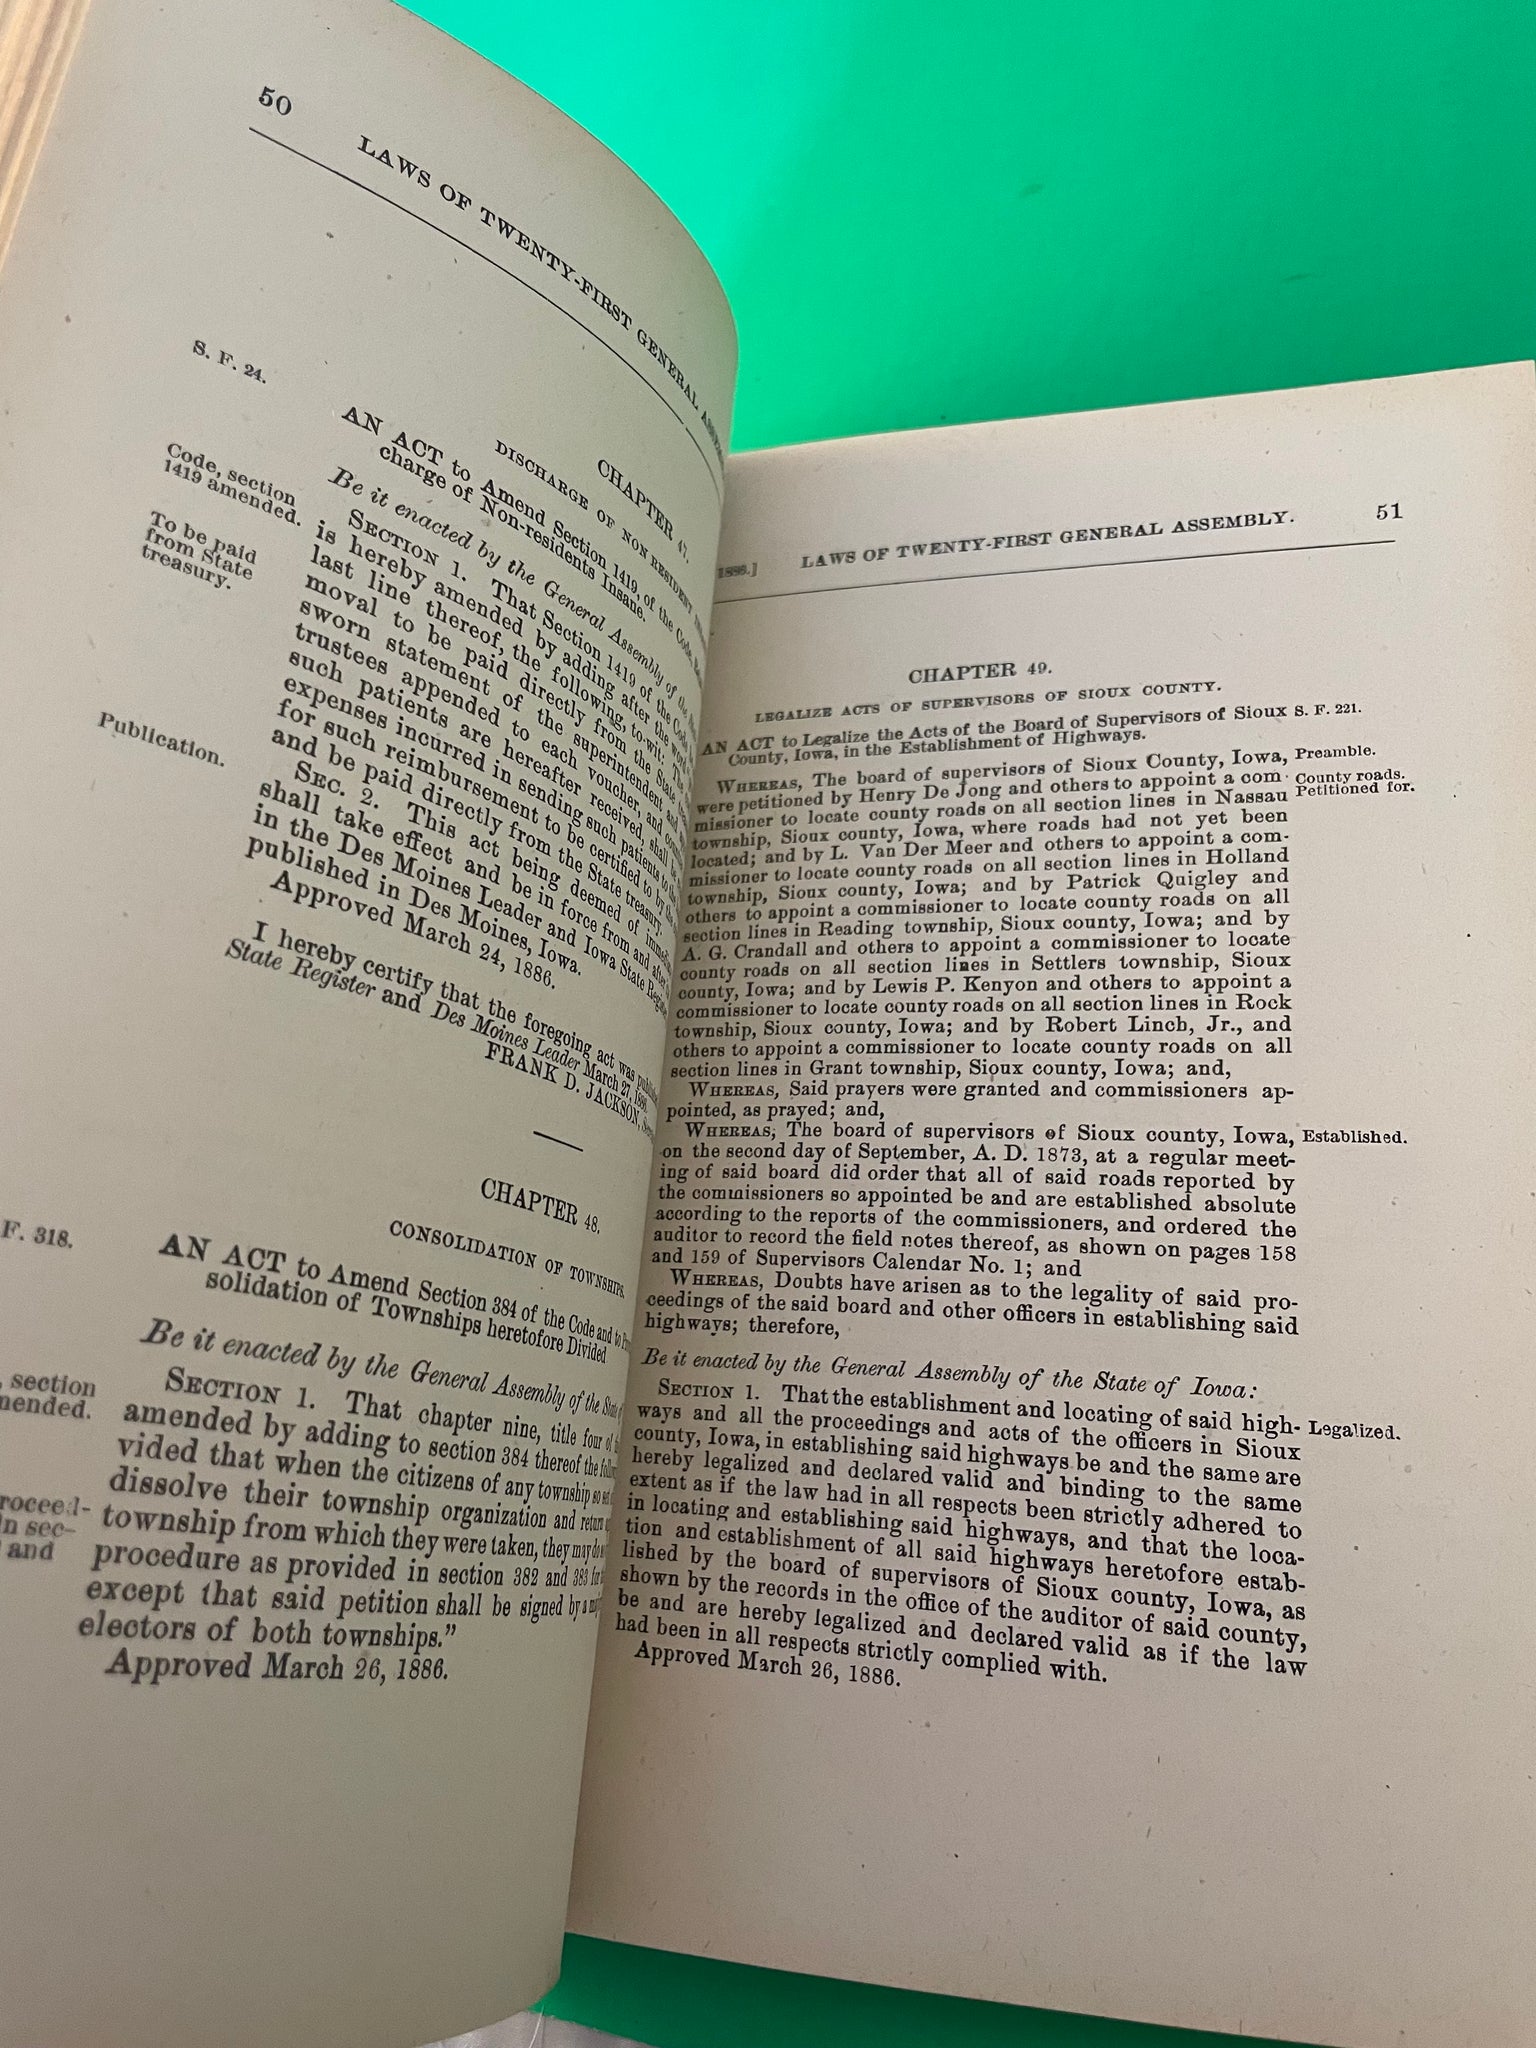 50
LAWS OF TWENTY-FIRST GENERAL
S. F. 24.
CHAPTER 47.
DISCHARGE OF NON RESIDENT
AN ACT to Amend Section 1419, of the Code,
charge of Non-residents Insane.
Code, section
1419 amended.
To be paid
from State
treasury.
Be it enacted by the General Assembly of the
SECTION 1. That Section 1419 of the Code
is hereby amended by adding after the word
last line thereof, the following, to-wit:
moval to be paid directly from the State
sworn statement of the superintendent
trustees appended to each voucher, and
such patients are hereafter received, shall be
expenses incurred in sending such patients to the
for such reimbursement to be certified to by the
and be paid directly from the State treasury.
Publication.
SEC. 2. This act being deemed of
shall take effect and be in force from and after
in the Des Moines Leader and Iowa State
published in Des Moines, Iowa.
Approved March 24, 1886.
I hereby certify that the foregoing act was
State Register and Des Moines Leader March 27, 1886.
FRANK D. JACKSON,
CHAPTER 48.
CONSOLIDATION OF TOWNSHIPS.
F. 318.
AN ACT to Amend Section 384 of the Code and to
solidation of Townships heretofore Divided
Be it enacted by the General Assembly of the State
, section
SECTION 1. That chapter nine, title four of
amended by adding to section 384 thereof the
vided that when the citizens of any township so
dissolve their township organization and return
township from which they were taken, they may do
procedure as provided in section 382 and 383 for
and
except that said petition shall be signed by a
electors of both townships."
Approved March 26, 1886.
1886.] LAWS OF TWENTY-FIRST GENERAL ASSEMBLY. 51
CHAPTER 49.
LEGALIZE ACTS OF SUPERVISORS OF SIOUX COUNTY.
AN ACT to Legalize the Acts of the Board of Supervisors of Sioux S. F. 221.
County, Iowa, in the Establishment of Highways.
WHEREAS, The board of supervisors of Sioux County, Iowa, Preamble.
were petitioned by Henry De Jong and others to appoint a com- County roads.
missioner to locate county roads on all section lines in Nassau Petitioned for.
township, Sioux county, Iowa, where roads had not yet been
located; and by L. Van Der Meer and others to appoint a com-
missioner to locate county roads on all section lines in Holland
township, Sioux county, Iowa; and by Patrick Quigley and
others to appoint a commissioner to locate county roads on all
section lines in Reading township, Sioux county, Iowa; and by
A. G. Crandall and others to appoint a commissioner to locate
county roads on all section lines in Settlers township, Sioux
county, Iowa; and by Lewis P. Kenyon and others to appoint a
commissioner to locate county roads on all section lines in Rock
township, Sioux county, Iowa; and by Robert Linch, Jr., and
others to appoint a commissioner to locate county roads on all
section lines in Grant township, Sioux county, Iowa; and,
WHEREAS, Said prayers were granted and commissioners ap-
pointed, as prayed; and,
WHEREAS, The board of supervisors of Sioux county, Iowa, Established.
on the second day of September, A. D. 1873, at a regular meet-
ing of said board did order that all of said roads reported by
the commissioners so appointed be and are established absolute
according to the reports of the commissioners, and ordered the
auditor to record the field notes thereof, as shown on pages 158
and 159 of Supervisors Calendar No. 1; and
WHEREAS, Doubts have arisen as to the legality of said pro-
ceedings of the said board and other officers in establishing said
highways; therefore,
Be it enacted by the General Assembly of the State of Iowa:
SECTION 1. That the establishment and locating of said high- Legalized.
ways and all the proceedings and acts of the officers in Sioux
county, Iowa, in establishing said highways be and the same are
hereby legalized and declared valid and binding to the same
extent as if the law had in all respects been strictly adhered to
in locating and establishing said highways, and that the loca-
tion and establishment of all said highways heretofore estab-
lished by the board of supervisors of Sioux county, Iowa, as
shown by the records in the office of the auditor of said county,
be and are hereby legalized and declared valid as if the law
had been in all respects strictly complied with.
Approved March 26, 1886.